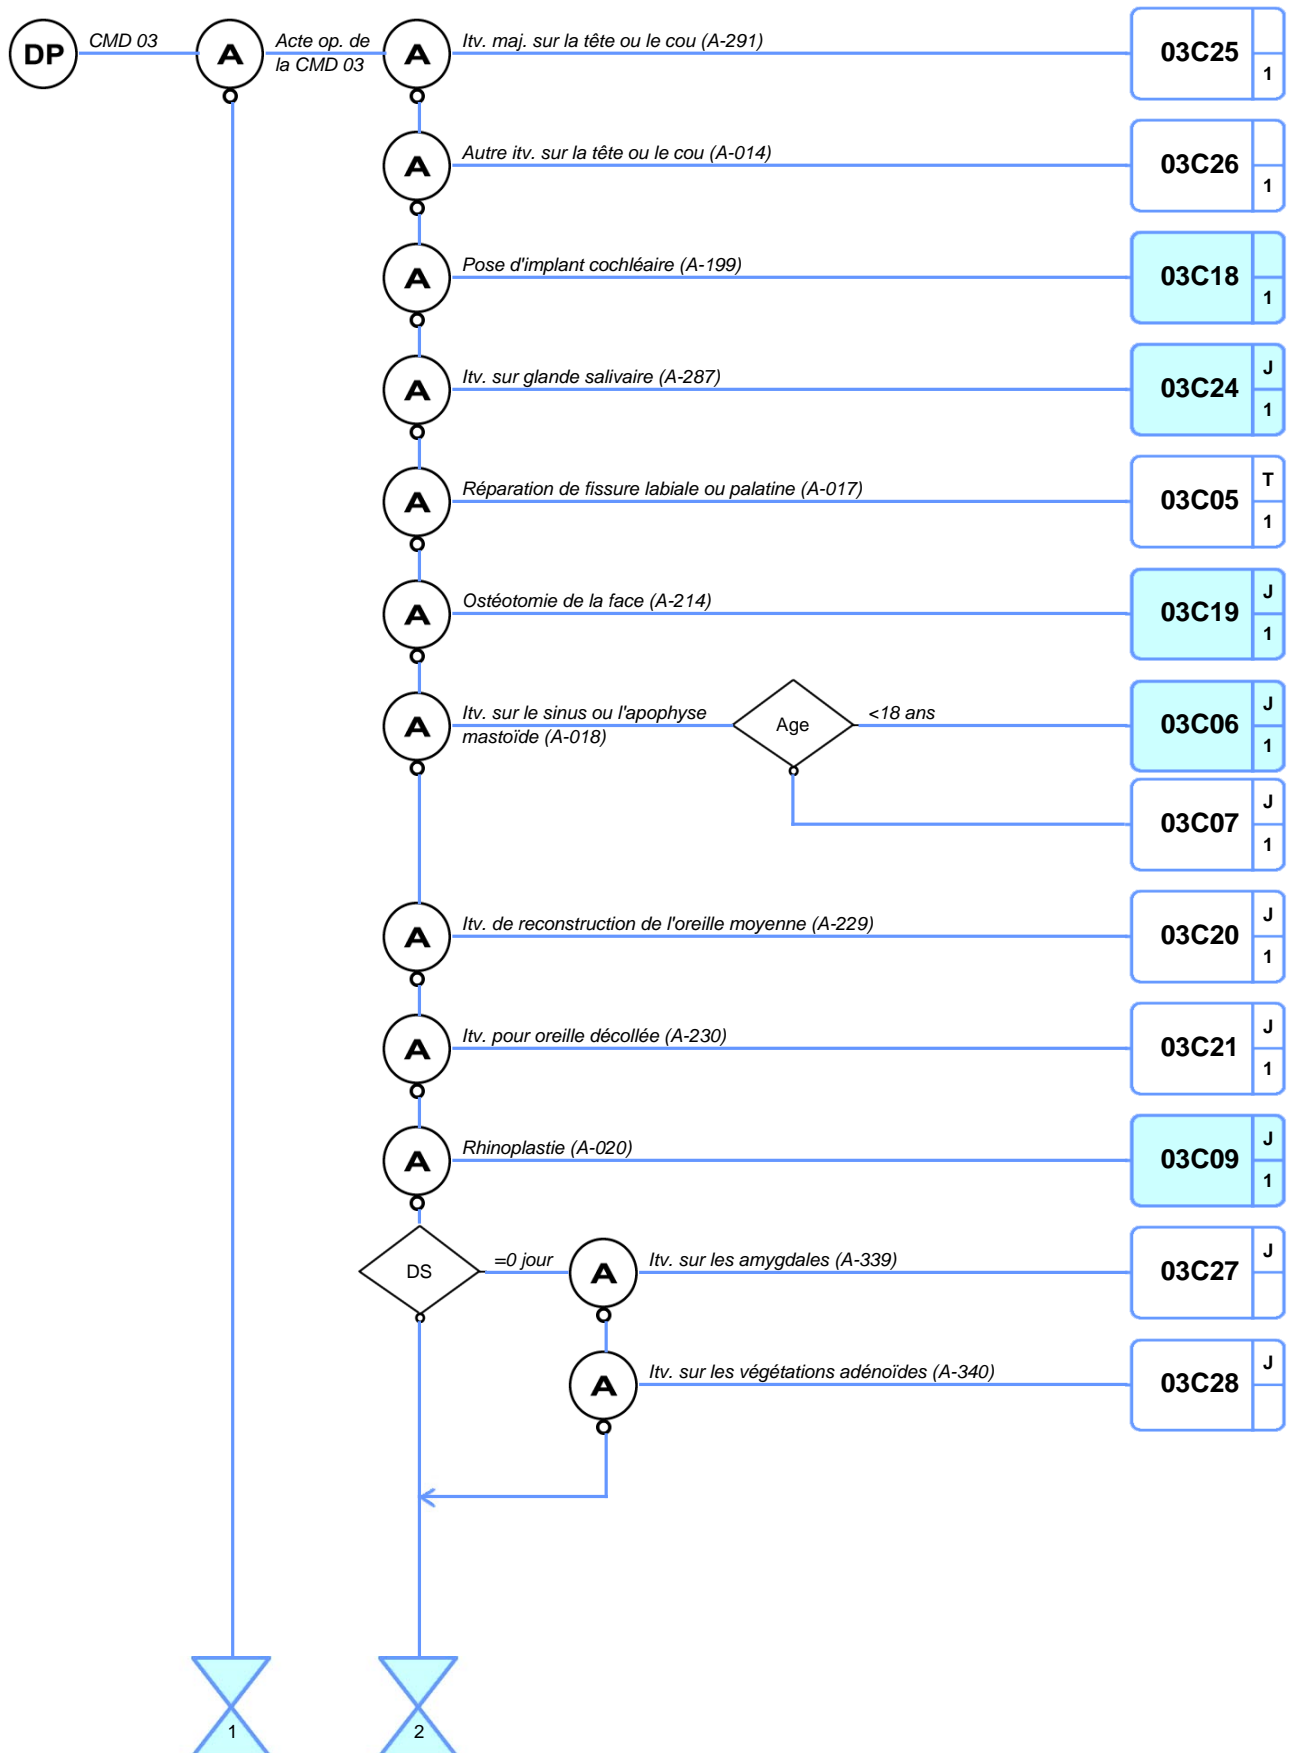 DP
CMD 03
A
Acte op. de
la CMD 03
A
Itv. maj. sur la tête ou le cou (A-291)
03C25
1
A
Autre itv. sur la tête ou le cou (A-014)
03C26
1
A
Pose d'implant cochléaire (A-199)
03C18
1
A
Itv. sur glande salivaire (A-287)
03C24
J
1
A
Réparation de fissure labiale ou palatine (A-017)
03C05
T
1
A
Ostéotomie de la face (A-214)
03C19
J
1
A
Itv. sur le sinus ou l'apophyse
mastoïde (A-018)
Age
<18 ans
03C06
J
1
03C07
J
1
A
Itv. de reconstruction de l'oreille moyenne (A-229)
03C20
J
1
A
Itv. pour oreille décollée (A-230)
03C21
J
1
A
Rhinoplastie (A-020)
03C09
J
1
DS
=0 jour
A
Itv. sur les amygdales (A-339)
03C27
J
A
Itv. sur les végétations adénoïdes (A-340)
03C28
J
1
2